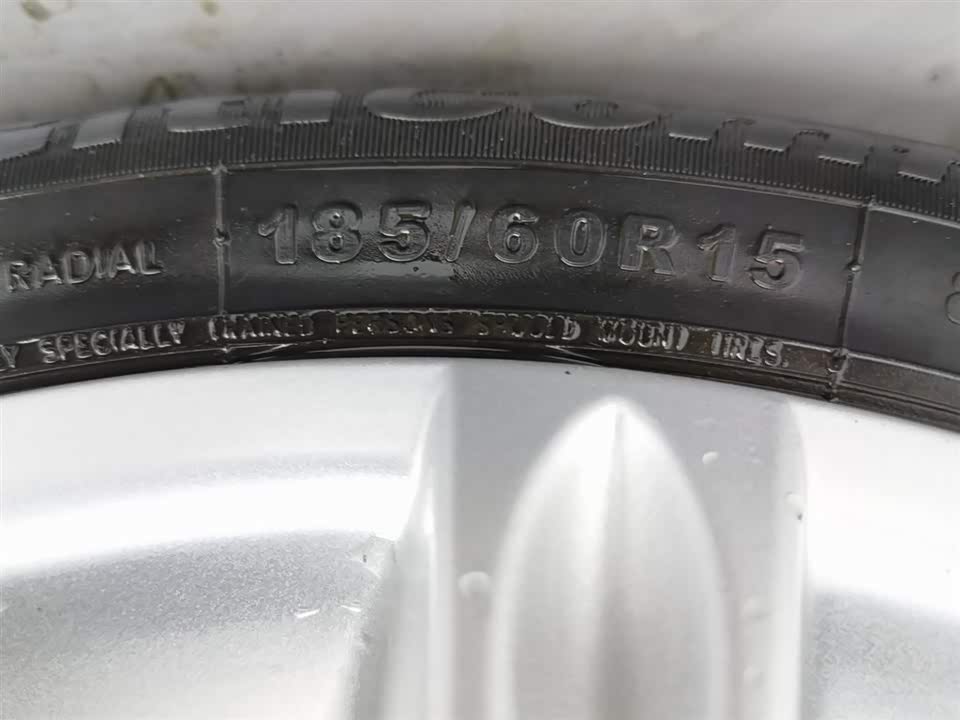 185/60R15
RADIAL
SPECIALLY TRAINED PERSONS SHOULD MOUNT TIRES.